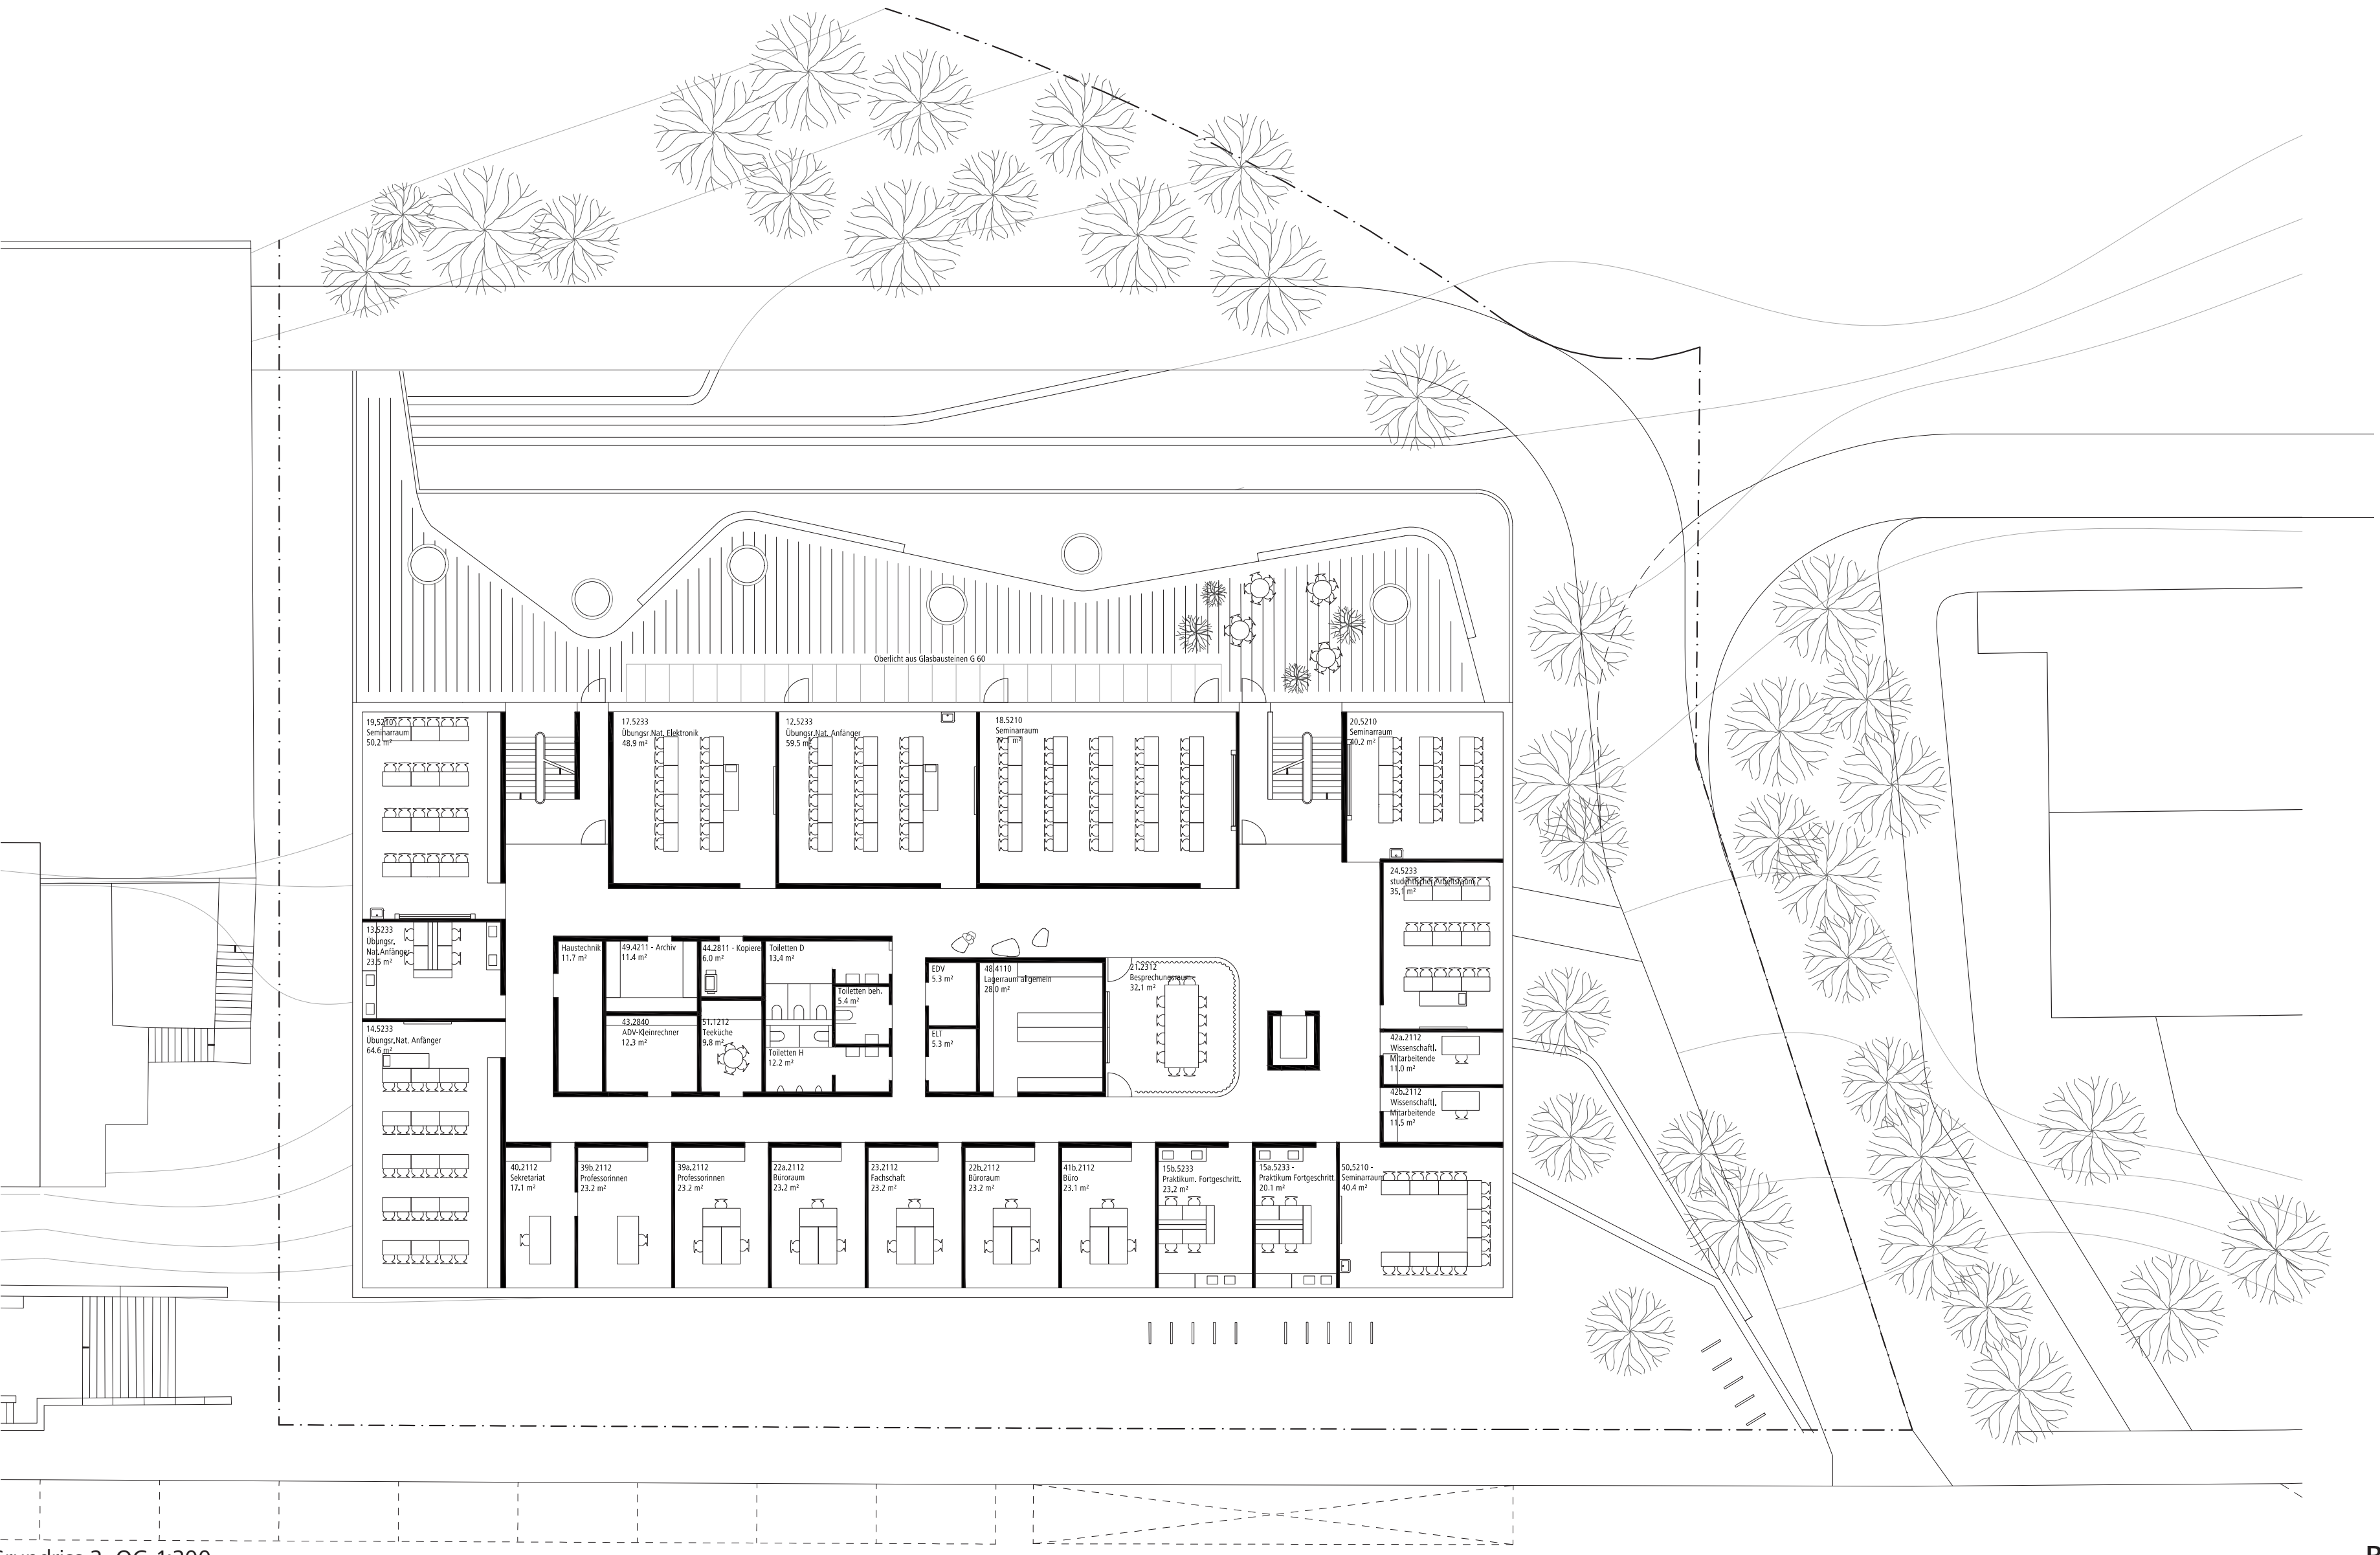 Oberlicht aus Glasbausteinen G 60
19.5210
Seminarraum
50.2 m²
17.5233
Übungsr.Nat. Elektronik
48.9 m²
12.5233
Übungsr.Nat. Anfänger
59.5 m²
18.5210
Seminarraum
20.5210
Seminarraum
40.2 m²
24.5233
35.1 m²
13.5233
Übungsr.
Nat.Anfänger
23.5 m²
Haustechnik
11.7 m²
49.4211 - Archiv
11.4 m²
44.2811 - Kopierer
6.0 m²
Toiletten D
13.4 m²
Toiletten beh.
5.4 m²
EDV
5.3 m²
48.4110
Lagerraum allgemein
28.0 m²
21.2312
Besprechungsraum
32.1 m²
14.5233
Übungsr.Nat. Anfänger
64.6 m²
43.2840
ADV-Kleinrechner
12.3 m²
51.1212
Teeküche
9.8 m²
Toiletten H
12.2 m²
ELT
5.3 m²
42a.2112
Wissenschaftl.
Mitarbeitende
11.0 m²
42b.2112
Wissenschaftl.
Mitarbeitende
11.5 m²
40.2112
Sekretariat
17.1 m²
39b.2112
Professorinnen
23.2 m²
39a.2112
Professorinnen
23.2 m²
22a.2112
Büroraum
23.2 m²
23.2112
Fachschaft
23.2 m²
22b.2112
Büroraum
23.2 m²
41b.2112
Büro
23.1 m²
15b.5233
Praktikum. Fortgeschritt.
23.2 m²
15a.5233 -
Praktikum Fortgeschritt.
20.1 m²
50.5210 -
Seminarraum
40.4 m²